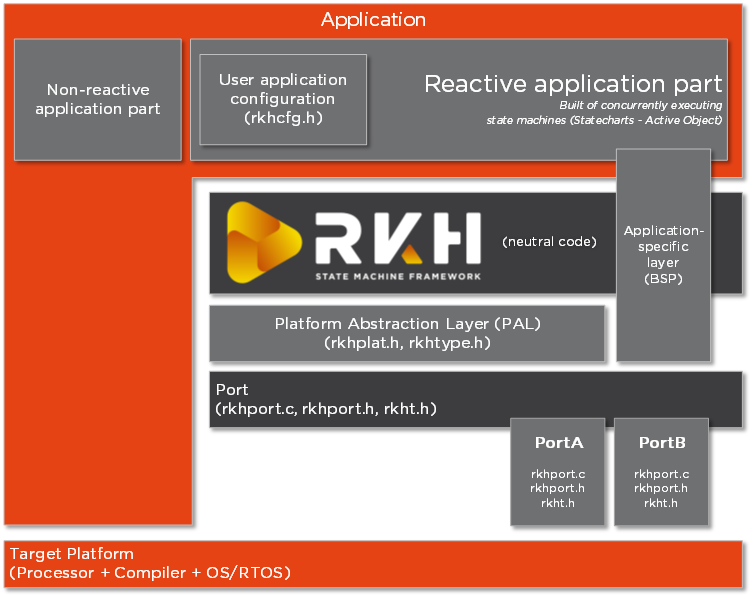 Application
Non-reactive
application part
User application
configuration
(rkhcfg.h)
Reactive application part
Built of concurrently executing
state machines (Statecharts - Active Object)
RKH
STATE MACHINE FRAMEWORK
(neutral code)
Application-
specific
layer
(BSP)
Platform Abstraction Layer (PAL)
(rkhplat.h, rkhtype.h)
Port
(rkhport.c, rkhport.h, rkht.h)
PortA
rkhport.c
rkhport.h
rkht.h
PortB
rkhport.c
rkhport.h
rkht.h
Target Platform
(Processor + Compiler + OS/RTOS)